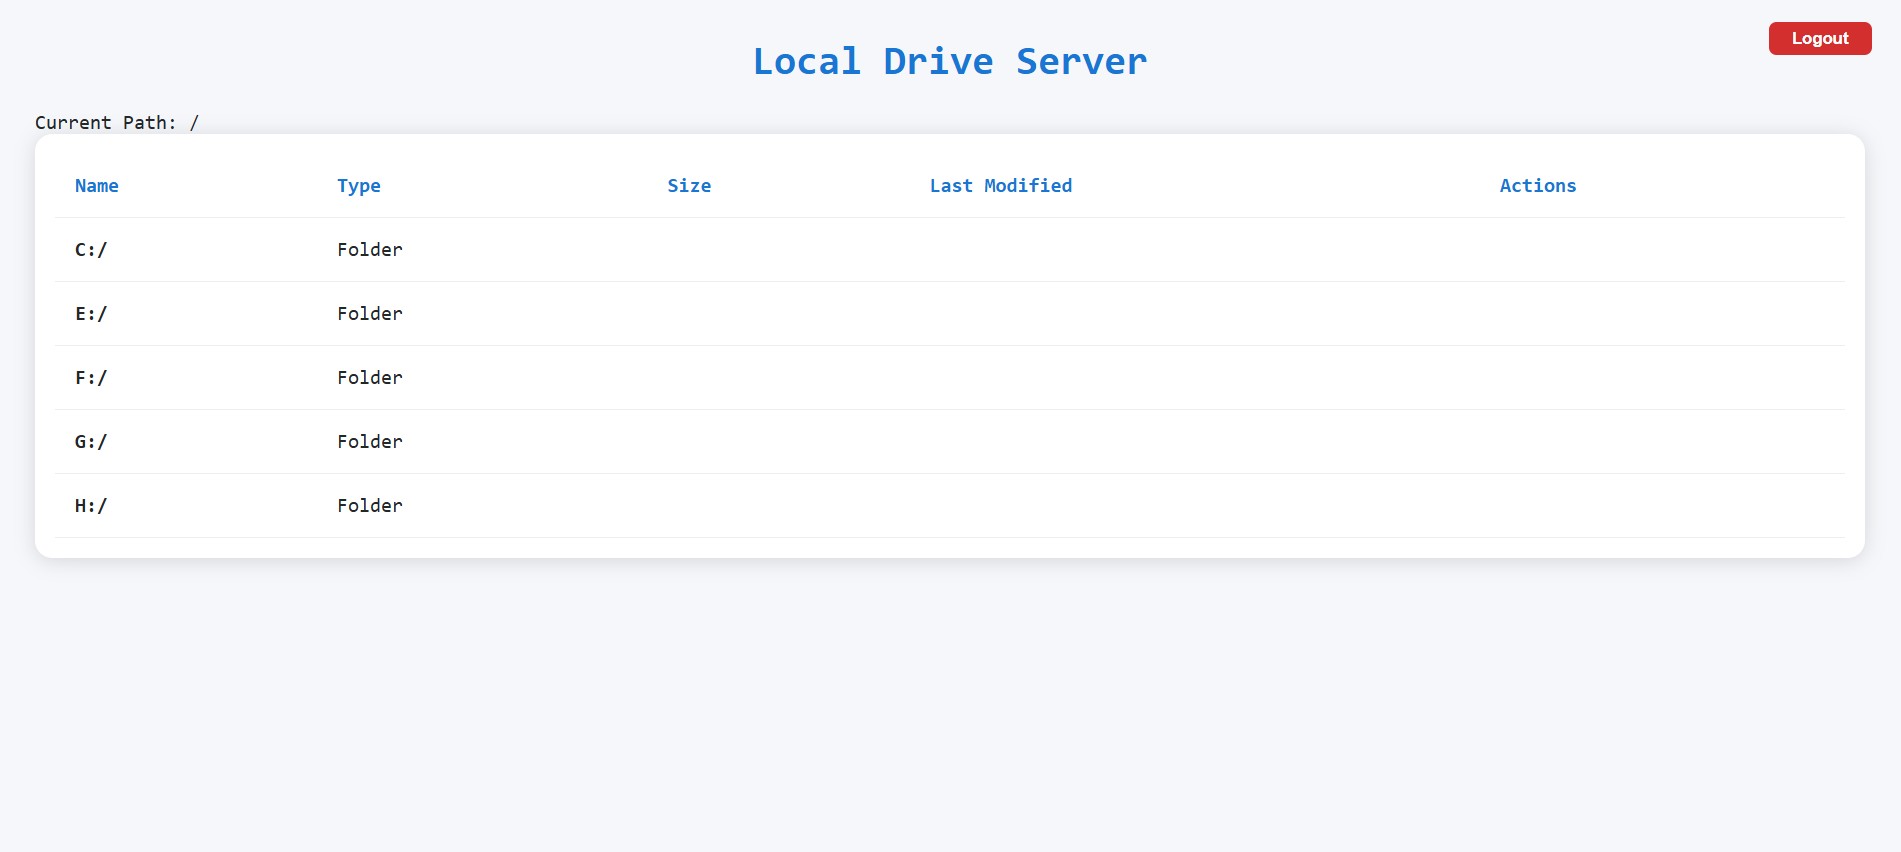 Logout
Local Drive Server
Current Path: /
Name Type Size Last Modified Actions
C:/ Folder
E:/ Folder
F:/ Folder
G:/ Folder
H:/ Folder